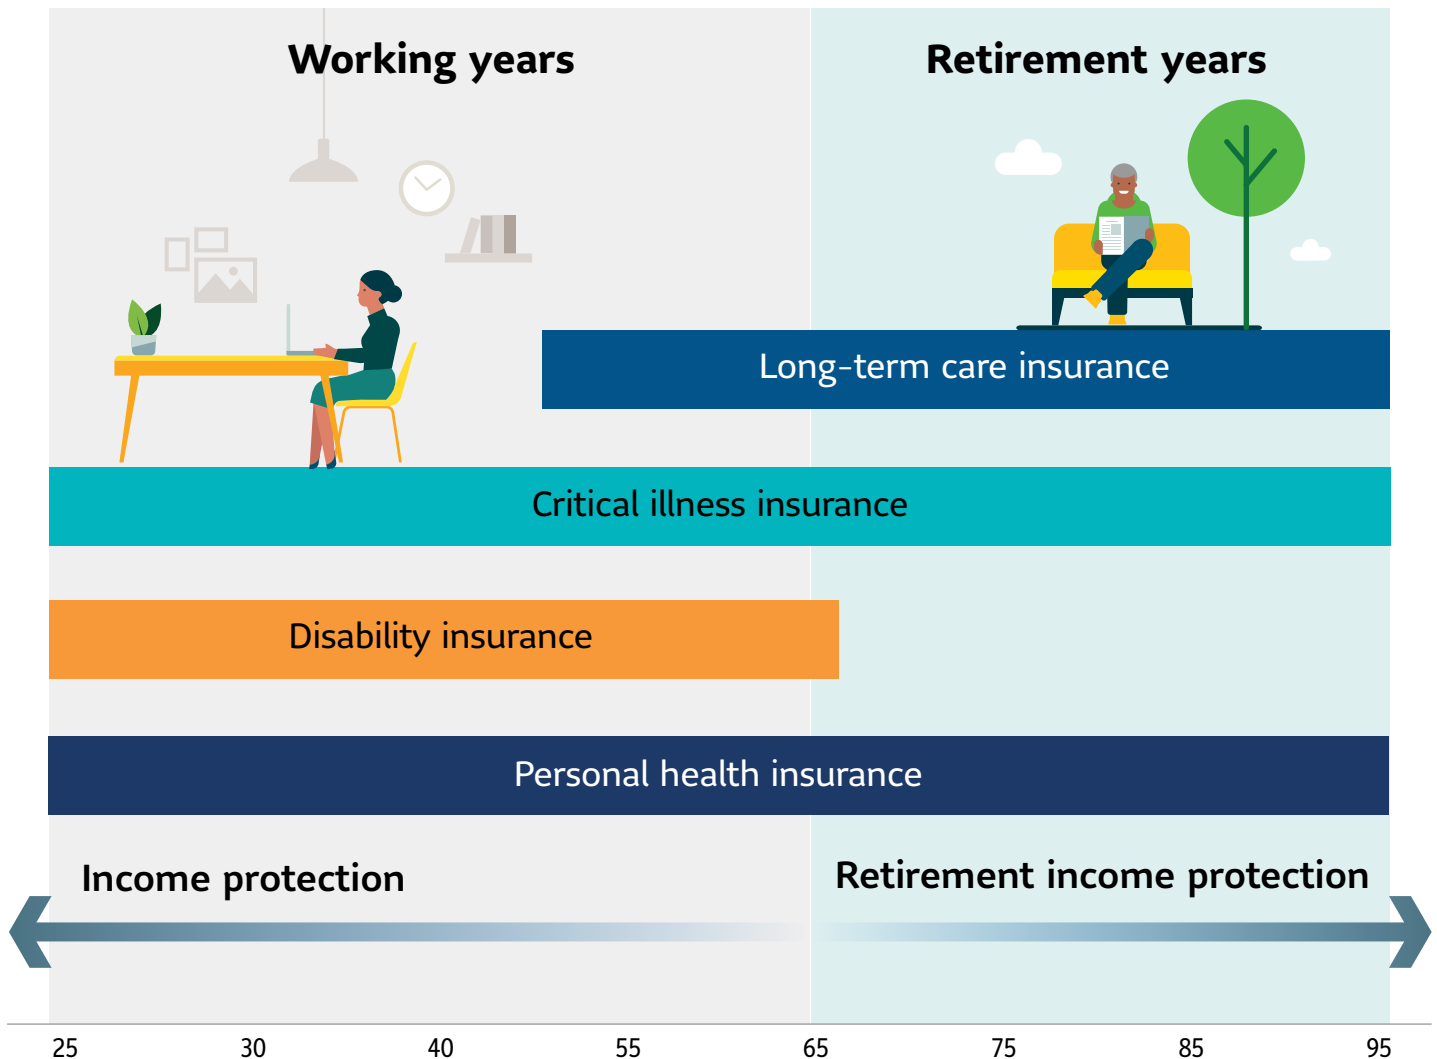 Working years
Retirement years
Long-term care insurance
Critical illness insurance
Disability insurance
Personal health insurance
Income protection
Retirement income protection
25 30 40 55 65 75 85 95